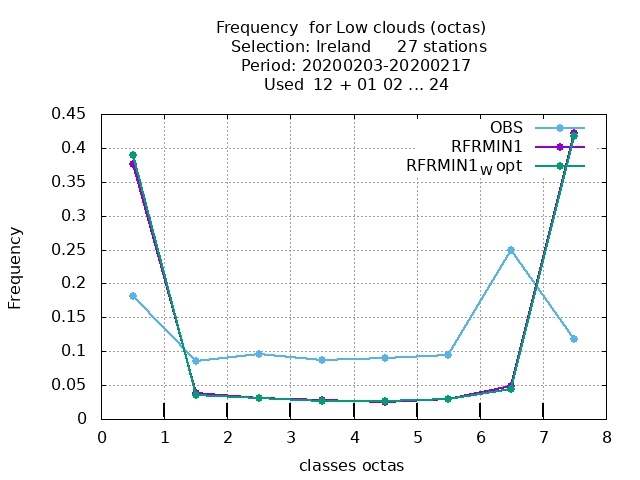 Frequency  for Low clouds (octas)
Selection: Ireland     27 stations
Period: 20200203-20200217
Used  12 + 01 02 ... 24
0.45
0.4
0.35
0.3
0.25
0.2
0.15
0.1
0.05
0
Frequency
OBS
RFRMIN1
RFRMIN1w opt
0 1 2 3 4 5 6 7 8
classes octas